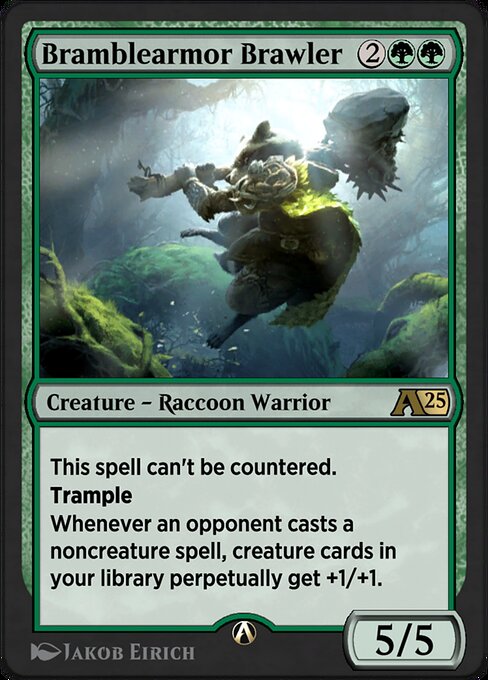 Bramblearmor Brawler 2
Creature – Raccoon Warrior A25
This spell can't be countered.
Trample
Whenever an opponent casts a
noncreature spell, creature cards in
your library perpetually get +1/+1.
5/5
Jakob Eirich